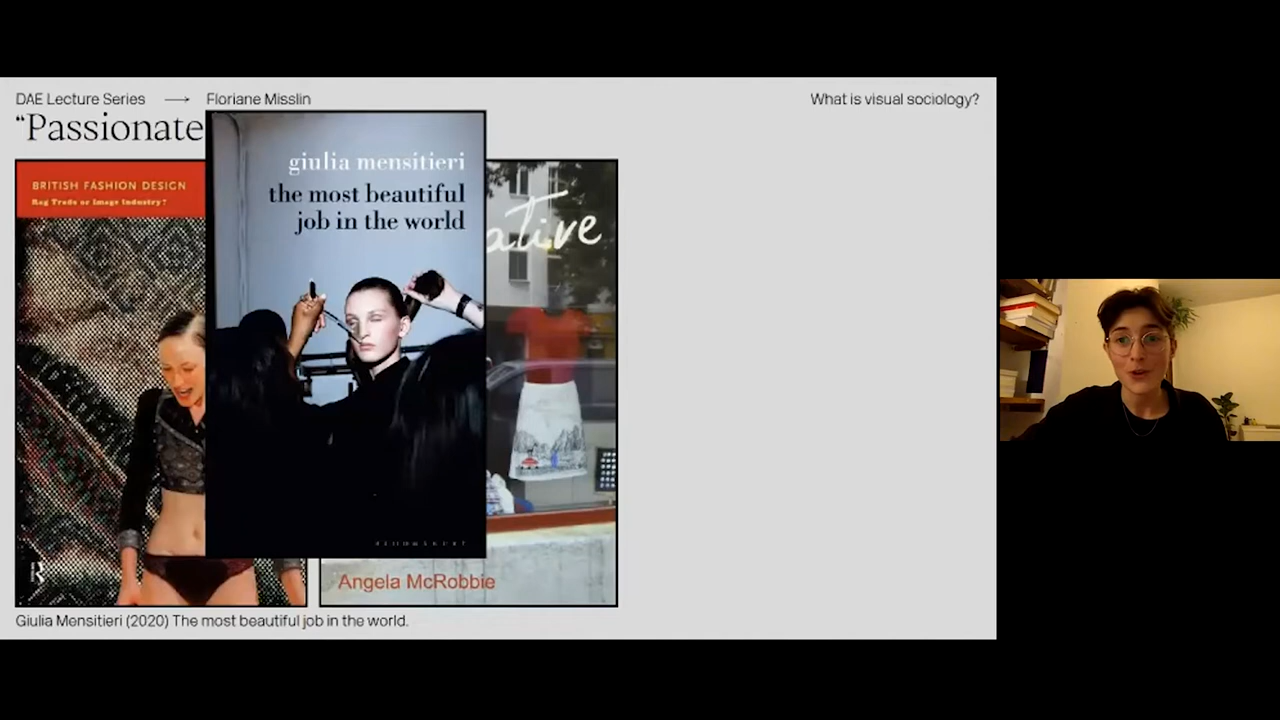 DAE Lecture Series → Floriane Misslin
What is visual sociology?
“Passionate
BRITISH FASHION DESIGN
Rag Trade or Image Industry?
giulia mensitieri
the most beautiful
job in the world
ative
BLOOMSBURY
Angela McRobbie
Giulia Mensitieri (2020) The most beautiful job in the world.